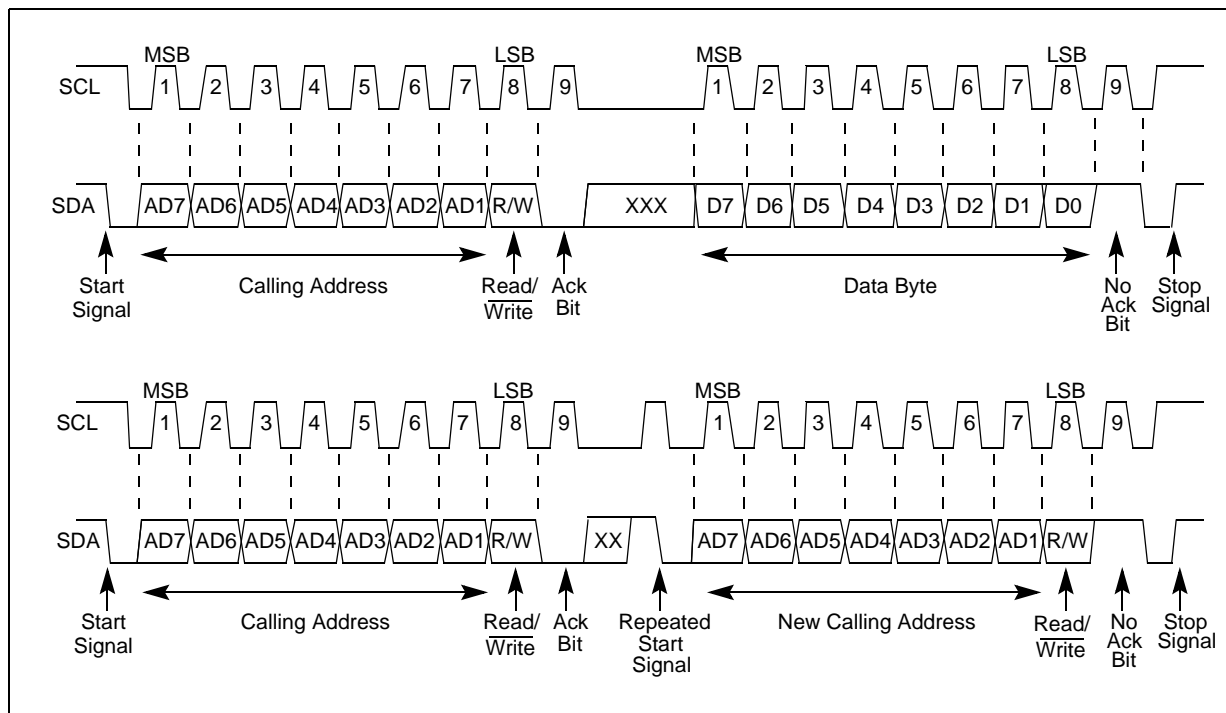 MSB LSB MSB LSB
SCL 1 2 3 4 5 6 7 8 9 1 2 3 4 5 6 7 8 9
SDA AD7 AD6 AD5 AD4 AD3 AD2 AD1 R/W XXX D7 D6 D5 D4 D3 D2 D1 D0
Start
Signal
Calling Address
Read/
Write
Ack
Bit
Data Byte
No
Ack
Bit
Stop
Signal
MSB LSB MSB LSB
SCL 1 2 3 4 5 6 7 8 9 1 2 3 4 5 6 7 8 9
SDA AD7 AD6 AD5 AD4 AD3 AD2 AD1 R/W XX AD7 AD6 AD5 AD4 AD3 AD2 AD1 R/W
Start
Signal
Calling Address
Read/
Write
Ack
Bit
Repeated
Start
Signal
New Calling Address
Read/
Write
No
Ack
Bit
Stop
Signal